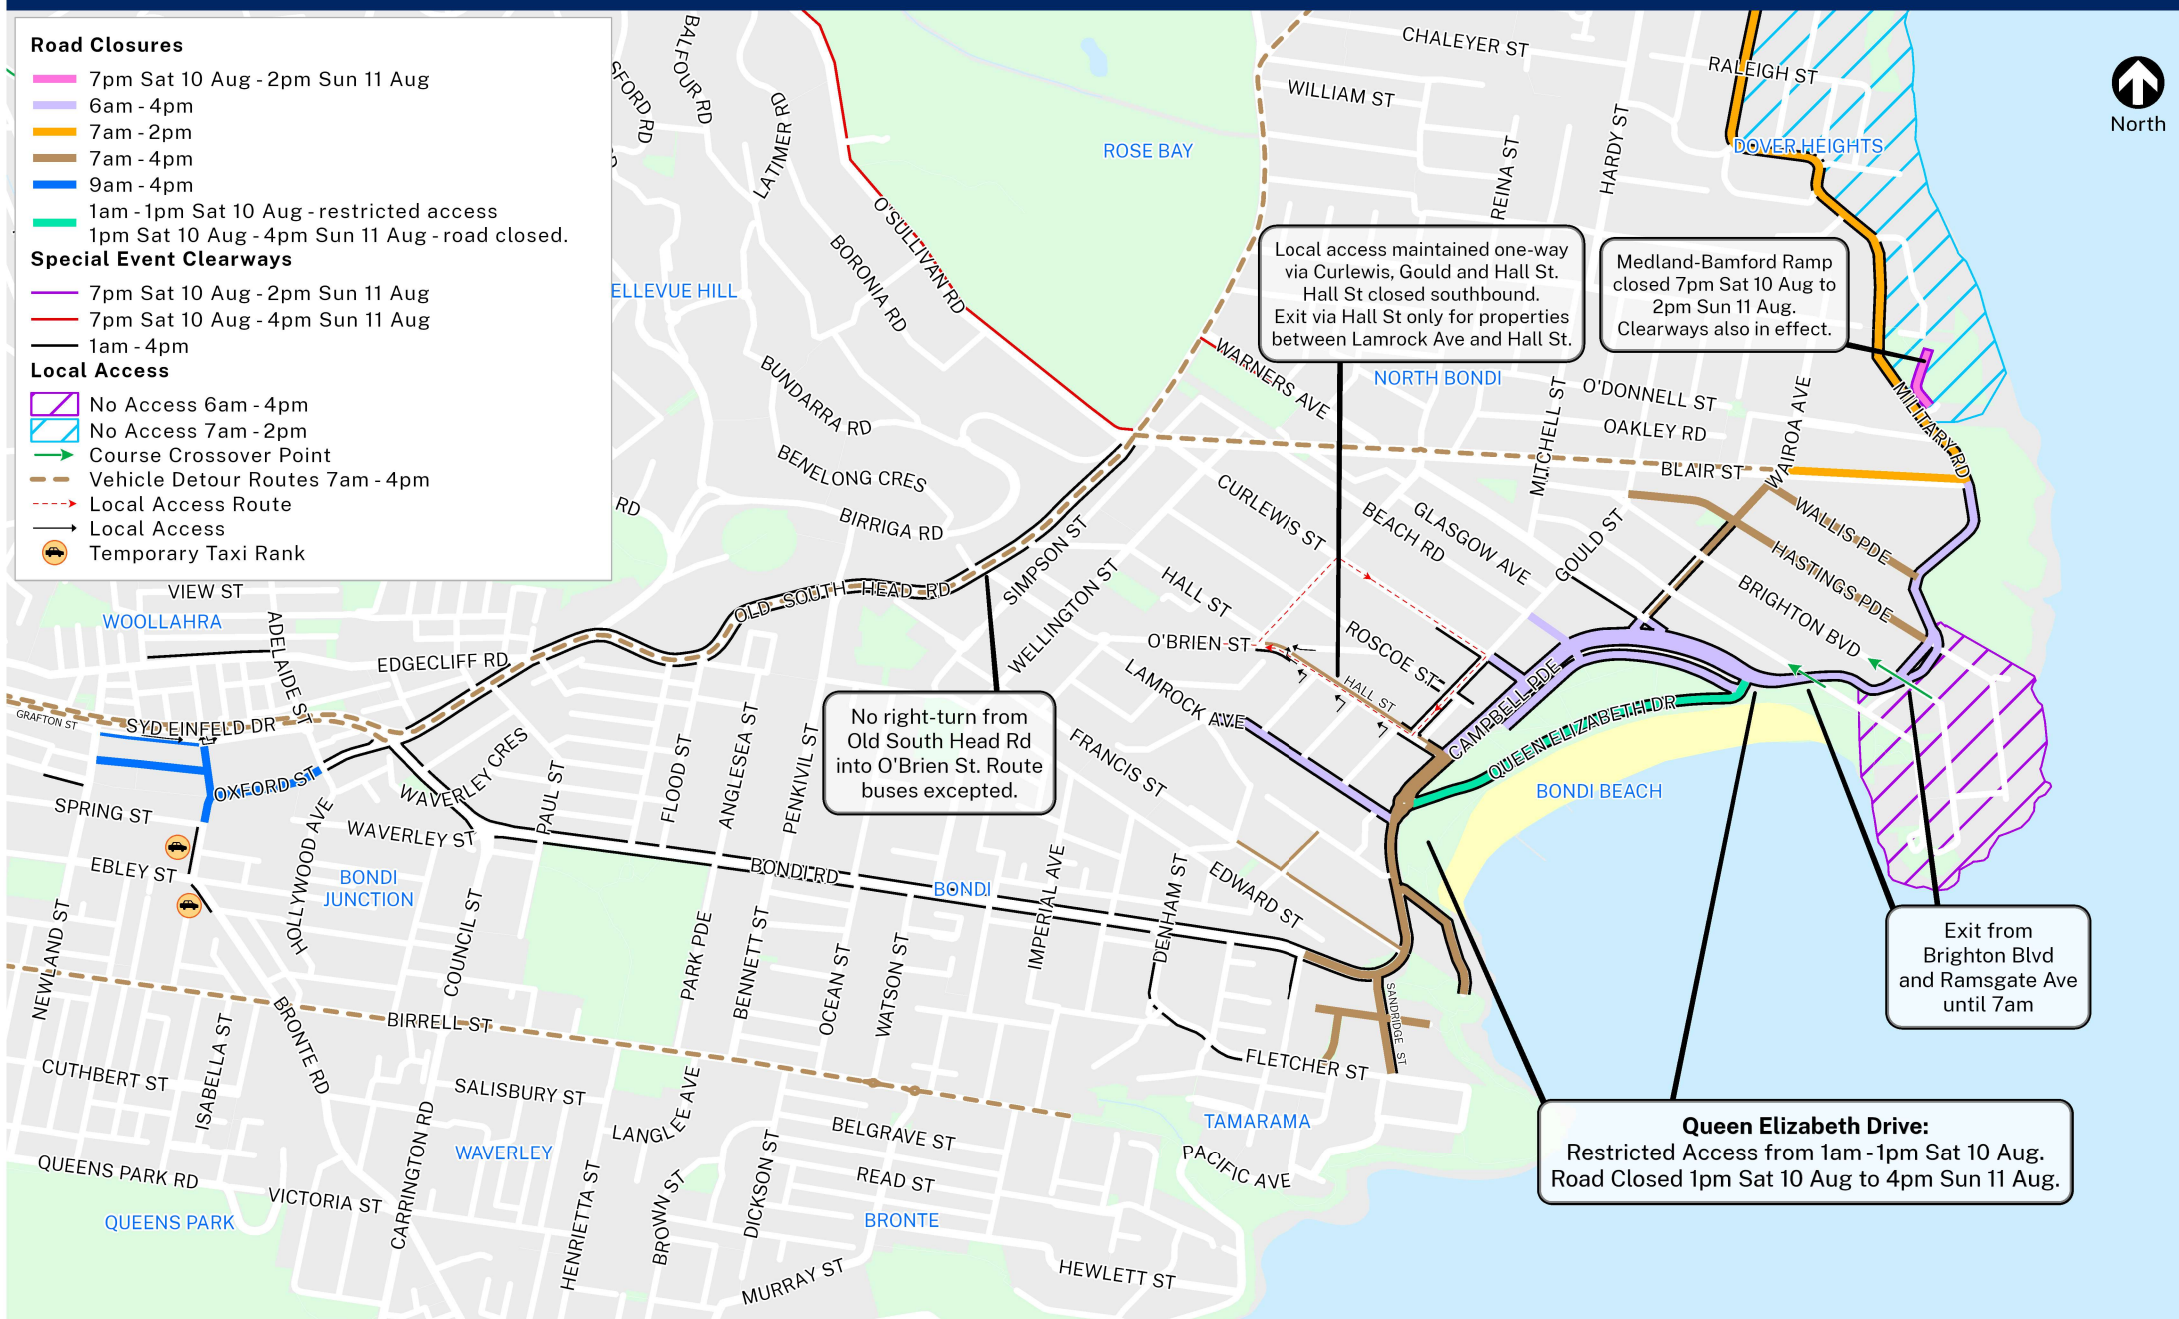 Road Closures
7pm Sat 10 Aug - 2pm Sun 11 Aug
6am - 4pm
7am - 2pm
7am - 4pm
9am - 4pm
1am - 1pm Sat 10 Aug - restricted access
1pm Sat 10 Aug - 4pm Sun 11 Aug - road closed.
Special Event Clearways
7pm Sat 10 Aug - 2pm Sun 11 Aug
7pm Sat 10 Aug - 4pm Sun 11 Aug
1am - 4pm
Local Access
No Access 6am - 4pm
No Access 7am - 2pm
Course Crossover Point
Vehicle Detour Routes 7am - 4pm
Local Access Route
Local Access
Temporary Taxi Rank
North
BALFOUR RD
SFORD RD
LATIMER RD
O'SULLIVAN RD
BORONIA RD
ELLEVUE HILL
ROSE BAY
CHALEYER ST
WILLIAM ST
RALEIGH ST
HARDY ST
REINA ST
DOVER HEIGHTS
Local access maintained one-way
via Curlewis, Gould and Hall St.
Hall St closed southbound.
Exit via Hall St only for properties
between Lamrock Ave and Hall St.
Medland-Bamford Ramp
closed 7pm Sat 10 Aug to
2pm Sun 11 Aug.
Clearways also in effect.
WARNERS AVE
NORTH BONDI
O'DONNELL ST
OAKLEY RD
MITCHELL ST
WAIROA AVE
MILITARY RD
BLAIR ST
BUNDARRA RD
BENELONG CRES
BIRRIGA RD
RD
CURLEWIS ST
BEACH RD
GLASGOW AVE
GOULD ST
WALLIS PDE
HASTINGS PDE
BRIGHTON BVD
VIEW ST
WOOLLAHRA
ADELAIDE ST
EDGECLIFF RD
OLD SOUTH HEAD RD
SIMPSON ST
WELLINGTON ST
HALL ST
O'BRIEN ST
ROSCOE ST
HALL ST
LAMROCK AVE
CAMPBELL PDE
QUEEN ELIZABETH DR
BONDI BEACH
GRAFTON ST
SYD EINFELD DR
OXFORD ST
SPRING ST
EBLEY ST
HOLLYWOOD AVE
WAVERLEY CRES
WAVERLEY ST
PAUL ST
FLOOD ST
ANGLESEA ST
PENKIVIL ST
FRANCIS ST
No right-turn from
Old South Head Rd
into O'Brien St. Route
buses excepted.
BONDI
JUNCTION
BONDI RD
BONDI
IMPERIAL AVE
DENHAM ST
EDWARD ST
NEWLAND ST
COUNCIL ST
PARK PDE
BENNETT ST
OCEAN ST
WATSON ST
SANDRIDGE ST
FLETCHER ST
Exit from
Brighton Blvd
and Ramsgate Ave
until 7am
BRONTE RD
BIRRELL ST
CUTHBERT ST
ISABELLA ST
SALISBURY ST
LANGLEE AVE
BELGRAVE ST
TAMARAMA
Queen Elizabeth Drive:
Restricted Access from 1am - 1pm Sat 10 Aug.
Road Closed 1pm Sat 10 Aug to 4pm Sun 11 Aug.
CARRINGTON RD
WAVERLEY
QUEENS PARK RD
VICTORIA ST
QUEENS PARK
HENRIETTA ST
BROWN ST
DICKSON ST
READ ST
BRONTE
PACIFIC AVE
MURRAY ST
HEWLETT ST